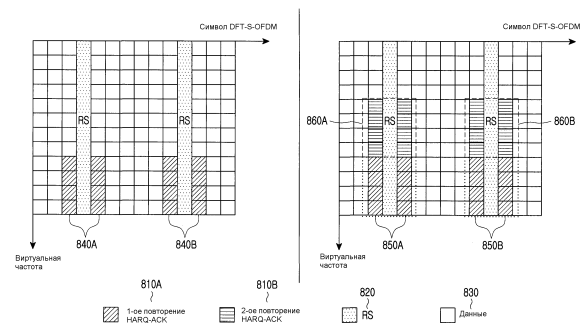 Символ DFT-S-OFDM
RS
RS
840A
840B
Виртуальная
частота
Символ DFT-S-OFDM
860A
RS
RS
860B
850A
850B
Виртуальная
частота
810A
1-ое повторение
HARQ-ACK
810B
2-ое повторение
HARQ-ACK
820
RS
830
Данные